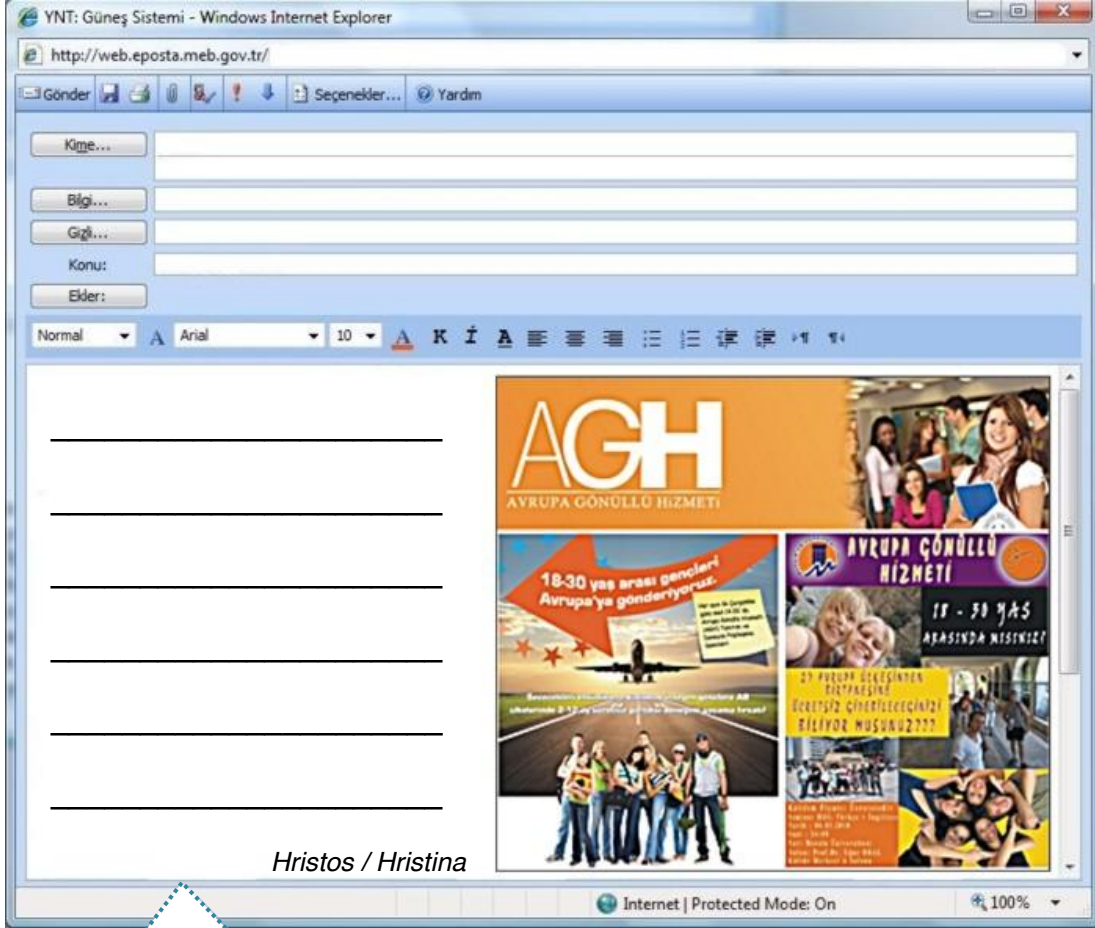 YNT: Güneş Sistemi - Windows Internet Explorer
http://web.eposta.meb.gov.tr/
Gönder Seçenekler... Yardım
Kime...
Bilgi...
Gizli...
Konu:
Ekler:
Normal A Arial 10 A K İ A
AGH
AVRUPA GÖNÜLLÜ HİZMETİ
18-30 yaş arası gençleri
Avrupa'ya gönderiyoruz.
AVRUPA GÖNÜLLÜ
HİZMETİ
18 - 30 YAŞ
ARASINDA MISINIZ?
27 AVRUPA ÜLKESİNDEN
BİRTANESİNE
ÜCRETSİZ GİDEBİLECEĞİNİZİ
BİLİYOR MUSUNUZ???
Hristos / Hristina
Internet | Protected Mode: On 100%